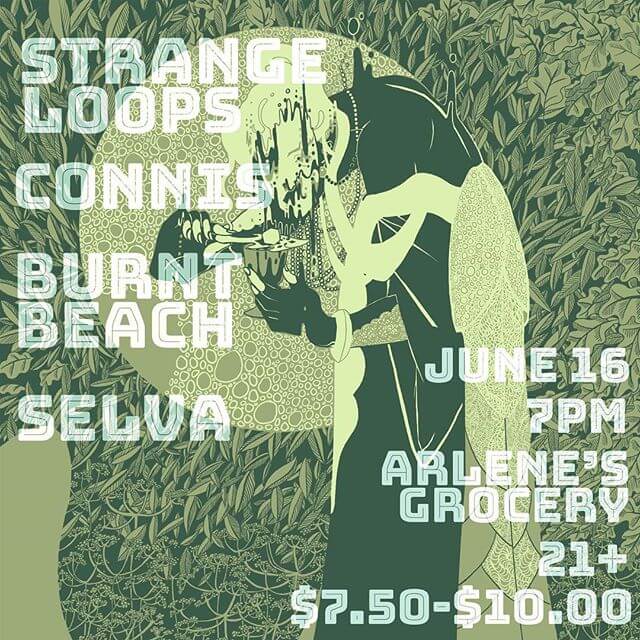 STRANGE
LOOPS
CONNIS
BURNT
BEACH
SELVA
JUNE 16
7PM
ARLENE'S
GROCERY
21+
$7.50-$10.00